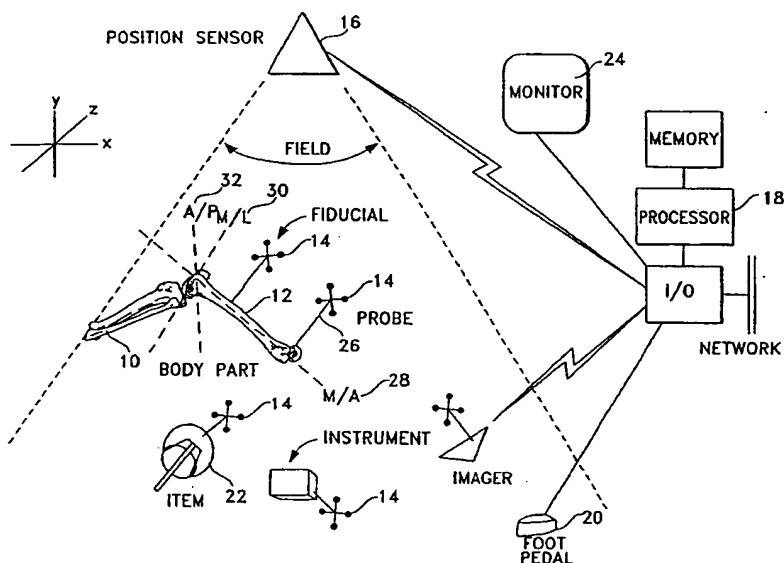 16
POSITION SENSOR
24
MONITOR
y
z
x
MEMORY
FIELD
32
30
18
PROCESSOR
A/P
M/L
FIDUCIAL
14
14
12
I/O
PROBE
26
10
NETWORK
BODY PART
M/A
28
14
INSTRUMENT
IMAGER
ITEM
22
14
20
FOOT
PEDAL